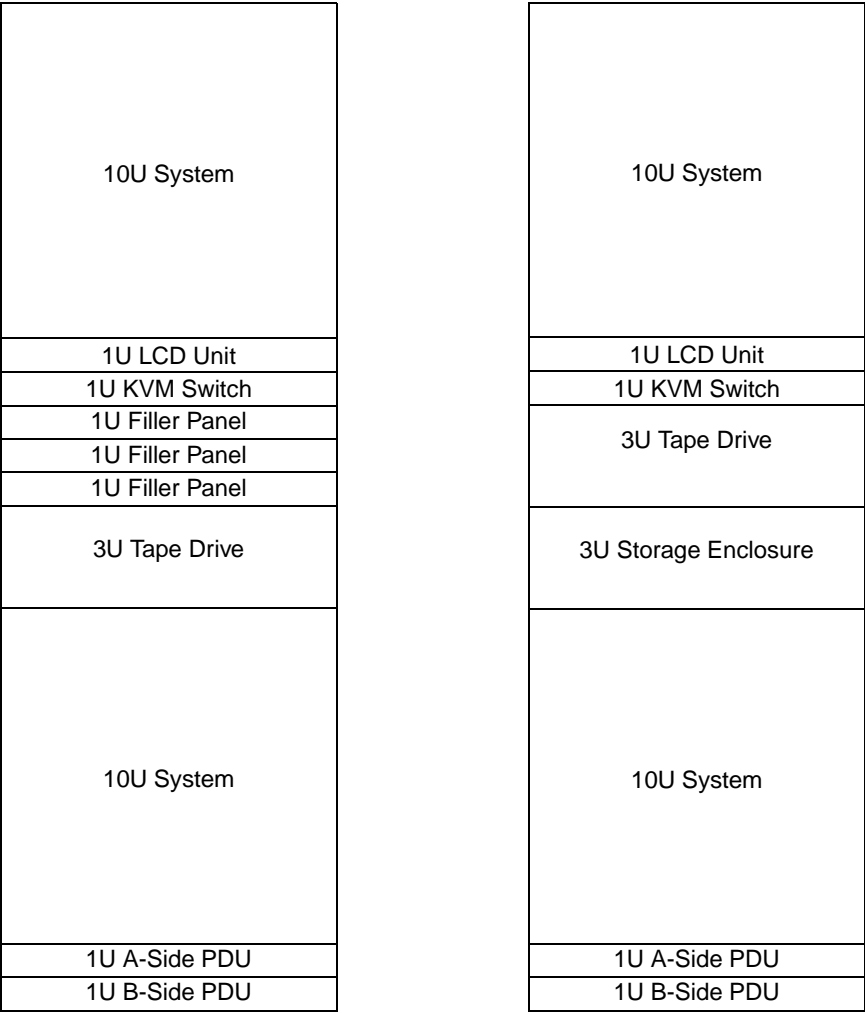 10U System
1U LCD Unit
1U KVM Switch
1U Filler Panel
1U Filler Panel
1U Filler Panel
3U Tape Drive
10U System
1U A-Side PDU
1U B-Side PDU
10U System
1U LCD Unit
1U KVM Switch
3U Tape Drive
3U Storage Enclosure
10U System
1U A-Side PDU
1U B-Side PDU